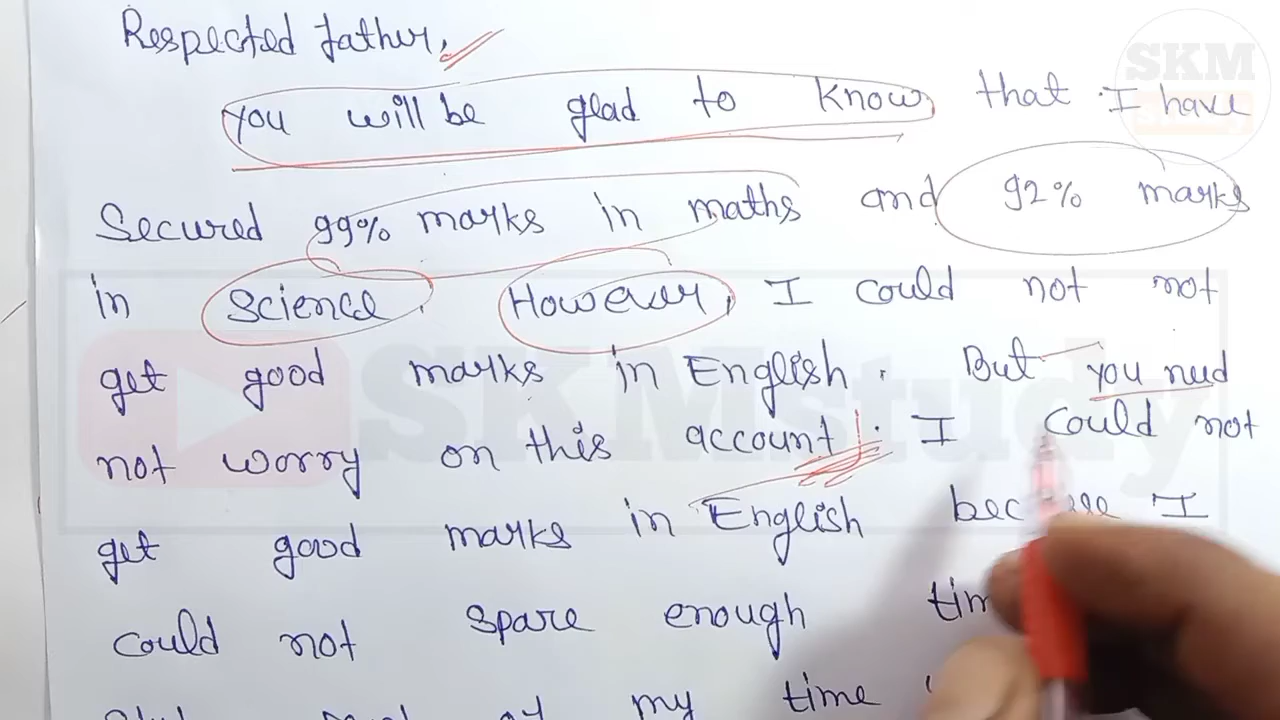 Respected father,
You will be glad to know that I have
Secured 99% marks in maths and 92% marks
in Science. However, I could not not
get good marks in English. But you need
not worry on this account. I could not
get good marks in English because I
could not spare enough
my time
SKM
SKMstudy